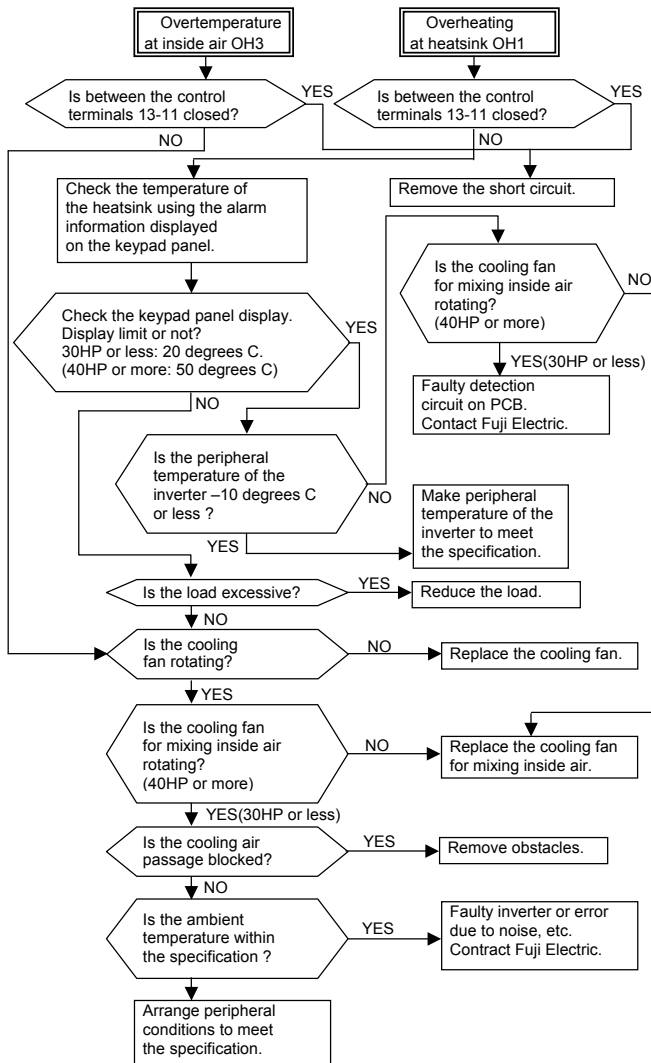 Overtemperature
at inside air OH3
Overheating
at heatsink OH1
Is between the control
terminals 13-11 closed?
YES
NO
Is between the control
terminals 13-11 closed?
YES
NO
Check the temperature of
the heatsink using the alarm
information displayed
on the keypad panel.
Remove the short circuit.
Is the cooling fan
for mixing inside air
rotating?
(40HP or more)
NO
YES(30HP or less)
Check the keypad panel display.
Display limit or not?
30HP or less: 20 degrees C.
(40HP or more: 50 degrees C)
YES
NO
Faulty detection
circuit on PCB.
Contact Fuji Electric.
Is the peripheral
temperature of the
inverter –10 degrees C
or less ?
NO
YES
Make peripheral
temperature of the
inverter to meet
the specification.
Is the load excessive?
YES
Reduce the load.
NO
Is the cooling
fan rotating?
NO
Replace the cooling fan.
YES
Is the cooling fan
for mixing inside air
rotating?
(40HP or more)
NO
Replace the cooling fan
for mixing inside air.
YES(30HP or less)
Is the cooling air
passage blocked?
YES
Remove obstacles.
NO
Is the ambient
temperature within
the specification ?
YES
Faulty inverter or error
due to noise, etc.
Contract Fuji Electric.
Arrange peripheral
conditions to meet
the specification.